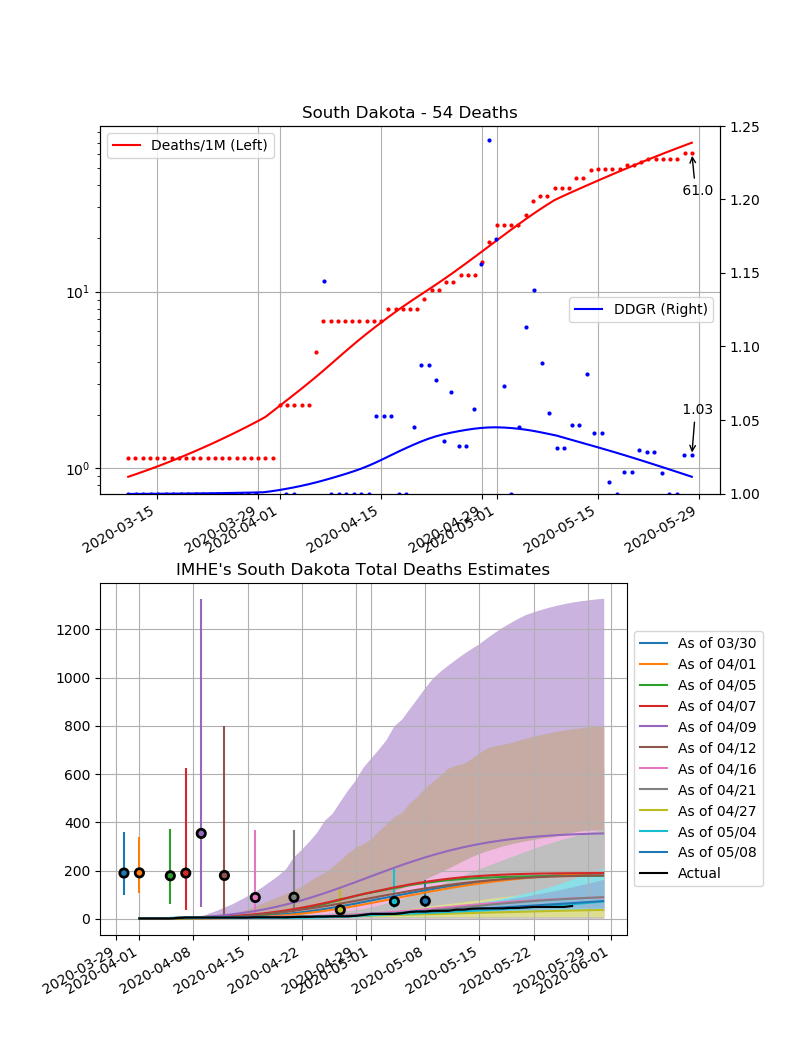 South Dakota - 54 Deaths
Deaths/1M (Left)
DDGR (Right)
61.0
1.03
10^1
10^0
1.25
1.20
1.15
1.10
1.05
1.00
2020-03-15
2020-03-29
2020-04-01
2020-04-15
2020-04-29
2020-05-01
2020-05-15
2020-05-29
IMHE's South Dakota Total Deaths Estimates
1200
1000
800
600
400
200
0
2020-03-29
2020-04-01
2020-04-08
2020-04-15
2020-04-22
2020-04-29
2020-05-01
2020-05-08
2020-05-15
2020-05-22
2020-05-29
2020-06-01
As of 03/30
As of 04/01
As of 04/05
As of 04/07
As of 04/09
As of 04/12
As of 04/16
As of 04/21
As of 04/27
As of 05/04
As of 05/08
Actual